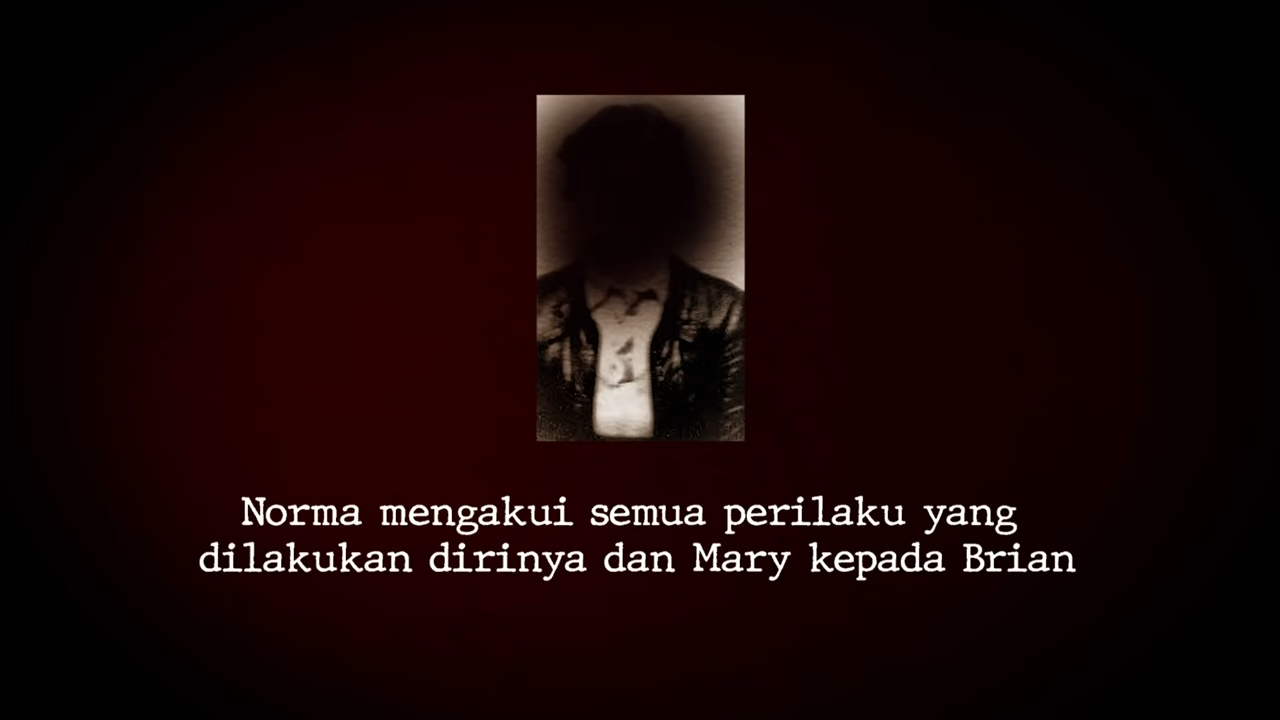 Norma mengakui semua perilaku yang
dilakukan dirinya dan Mary kepada Brian